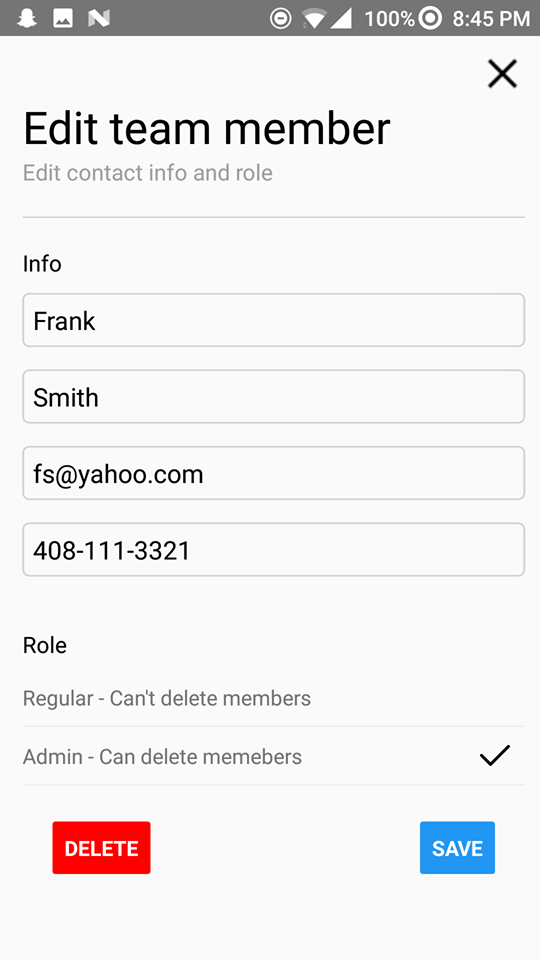 100% 8:45 PM
Edit team member
Edit contact info and role
Info
Frank
Smith
fs@yahoo.com
408-111-3321
Role
Regular - Can't delete members
Admin - Can delete memebers
DELETE SAVE